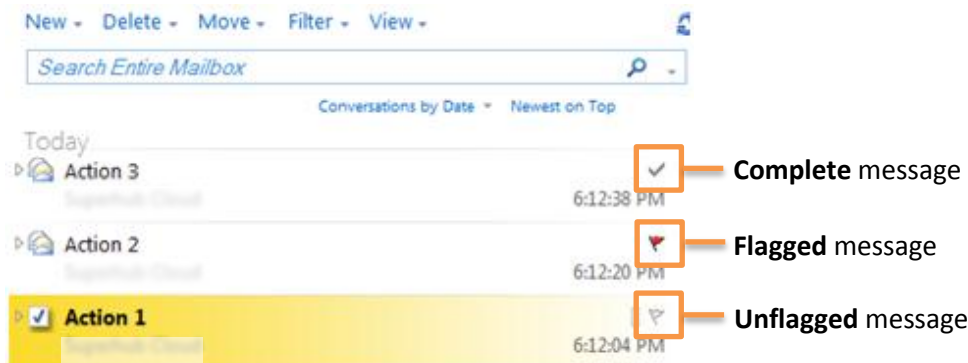 New Delete Move Filter View
Search Entire Mailbox
Conversations by Date Newest on Top
Today
Action 3
6:12:38 PM
Complete message
Action 2
6:12:20 PM
Flagged message
Action 1
6:12:04 PM
Unflagged message